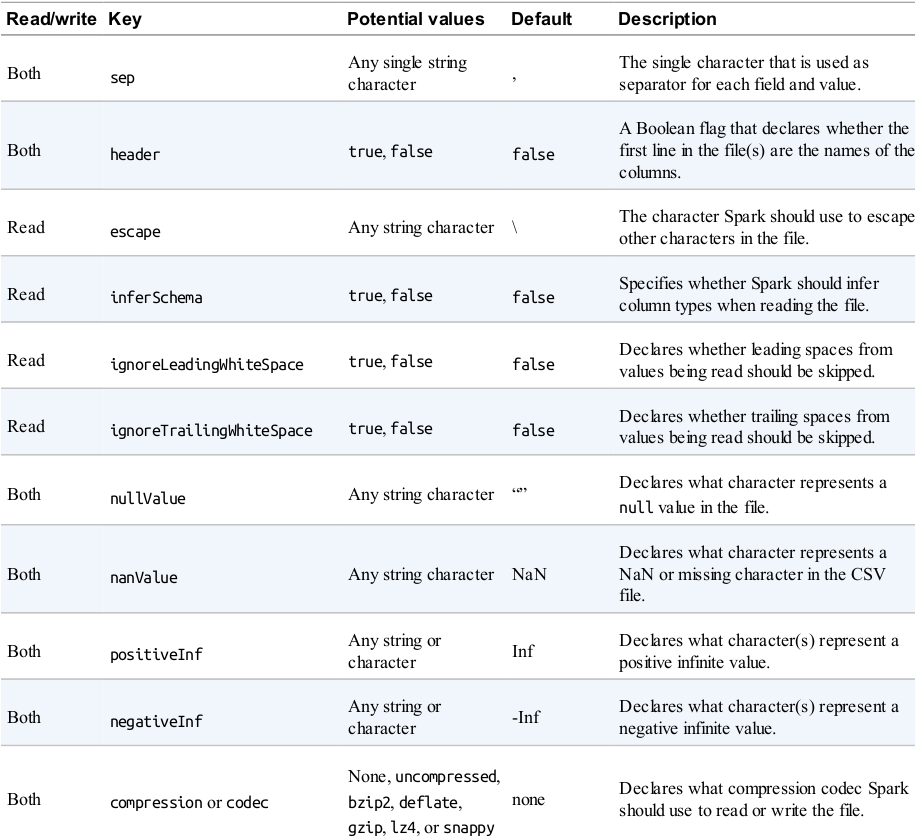 Read/write Key Potential values Default Description
Both sep Any single string character , The single character that is used as separator for each field and value.
Both header true, false false A Boolean flag that declares whether the first line in the file(s) are the names of the columns.
Read escape Any string character \ The character Spark should use to escape other characters in the file.
Read inferSchema true, false false Specifies whether Spark should infer column types when reading the file.
Read ignoreLeadingWhiteSpace true, false false Declares whether leading spaces from values being read should be skipped.
Read ignoreTrailingWhiteSpace true, false false Declares whether trailing spaces from values being read should be skipped.
Both nullValue Any string character “” Declares what character represents a null value in the file.
Both nanValue Any string character NaN Declares what character represents a NaN or missing character in the CSV file.
Both positiveInf Any string or character Inf Declares what character(s) represent a positive infinite value.
Both negativeInf Any string or character -Inf Declares what character(s) represent a negative infinite value.
Both compression or codec None, uncompressed, bzip2, deflate, gzip, lz4, or snappy none Declares what compression codec Spark should use to read or write the file.